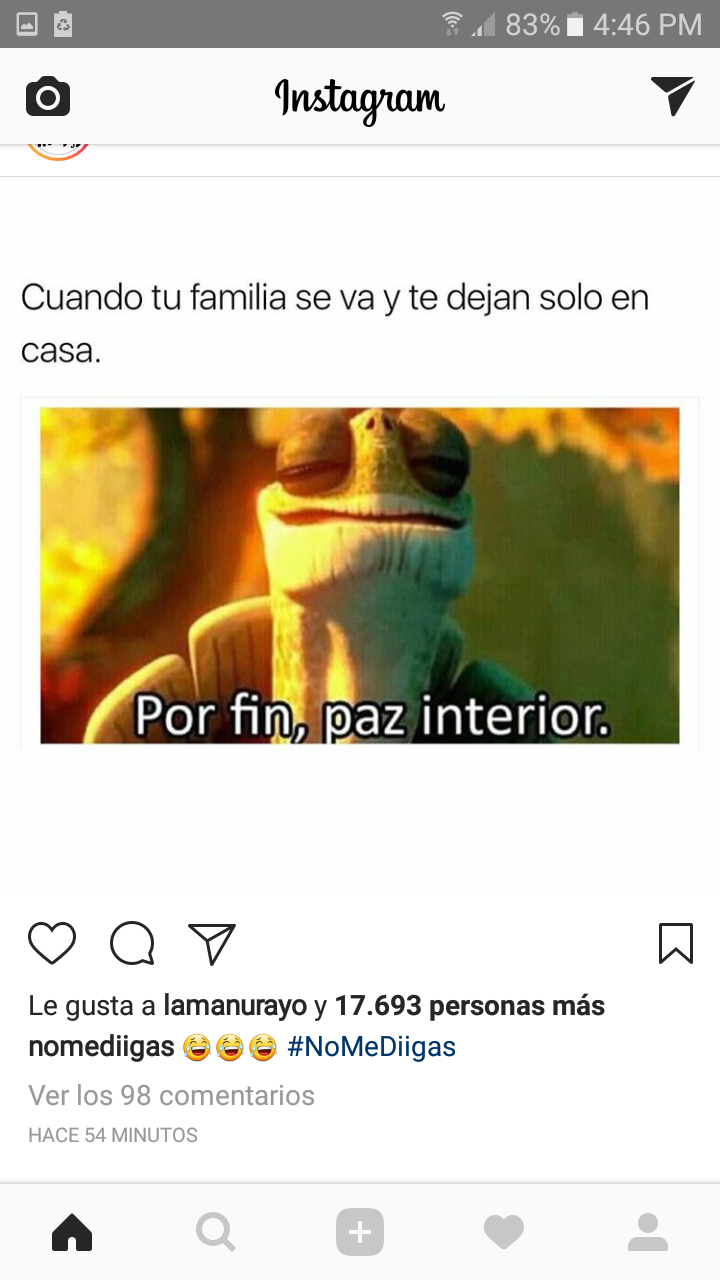 83% 4:46 PM
Instagram
Cuando tu familia se va y te dejan solo en
casa.
Por fin, paz interior.
Le gusta a lamanurayo y 17.693 personas más
nomediigas 😂😂😂 #NoMeDiigas
Ver los 98 comentarios
HACE 54 MINUTOS